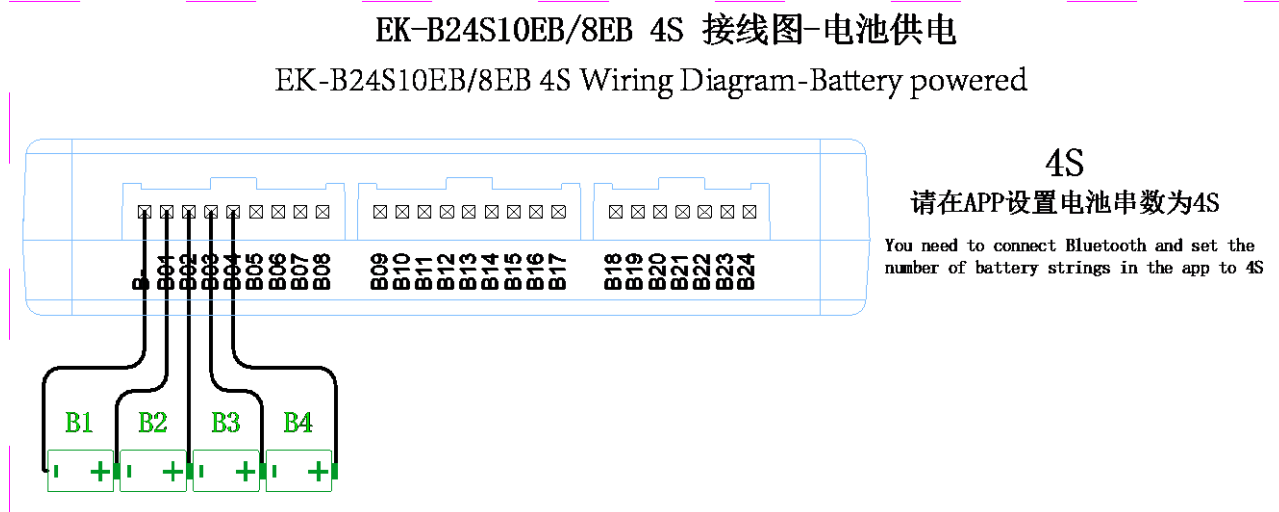 EK-B24S10EB/8EB 4S 接线图-电池供电
EK-B24S10EB/8EB 4S Wiring Diagram-Battery powered
4S
请在APP设置电池串数为4S
You need to connect Bluetooth and set the
number of battery strings in the app to 4S
B- B01 B02 B03 B04 B05 B06 B07 B08 B09 B10 B11 B12 B13 B14 B15 B16 B17 B18 B19 B20 B21 B22 B23 B24
B1 B2 B3 B4
- + - + - + - +